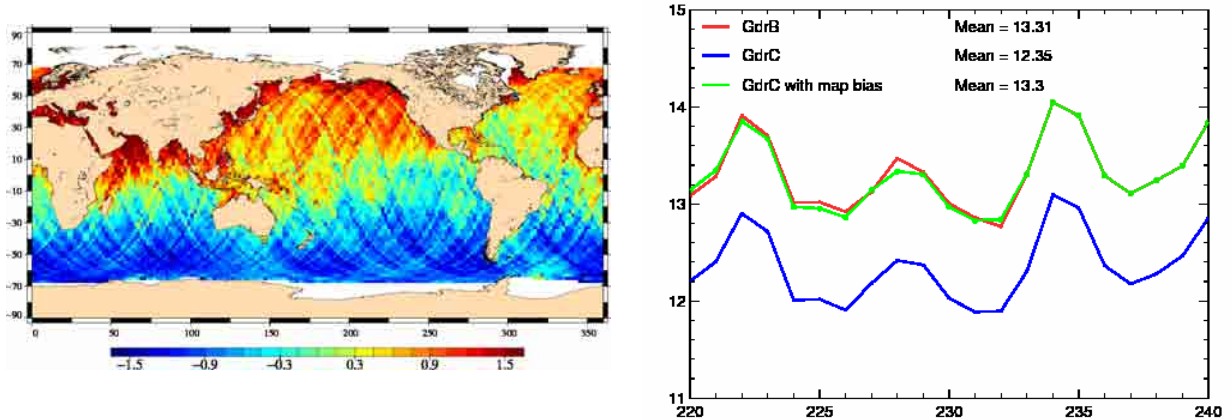 90
70
50
30
10
−10
−30
−50
−70
−90
0 50 100 150 200 250 300 350
−1.5 −0.9 −0.3 0.3 0.9 1.5
15
GdrB Mean = 13.31
GdrC Mean = 12.35
GdrC with map bias Mean = 13.3
14
13
12
11
220 225 230 235 240